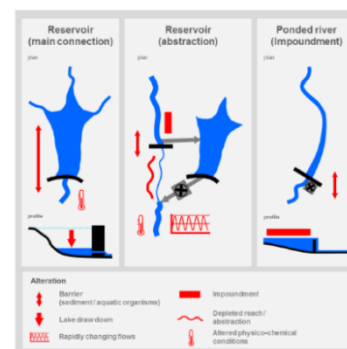 Reservoir
(main connection)
plan
profile
Reservoir
(abstraction)
plan
Ponded river
(Impoundment)
plan
profile
Alteration
Barrier
(sediment / aquatic organisms)
Lake draw down
Rapidly changing flows
Impoundment
Depleted reach/
abstraction
Altered physico-chemical
conditions